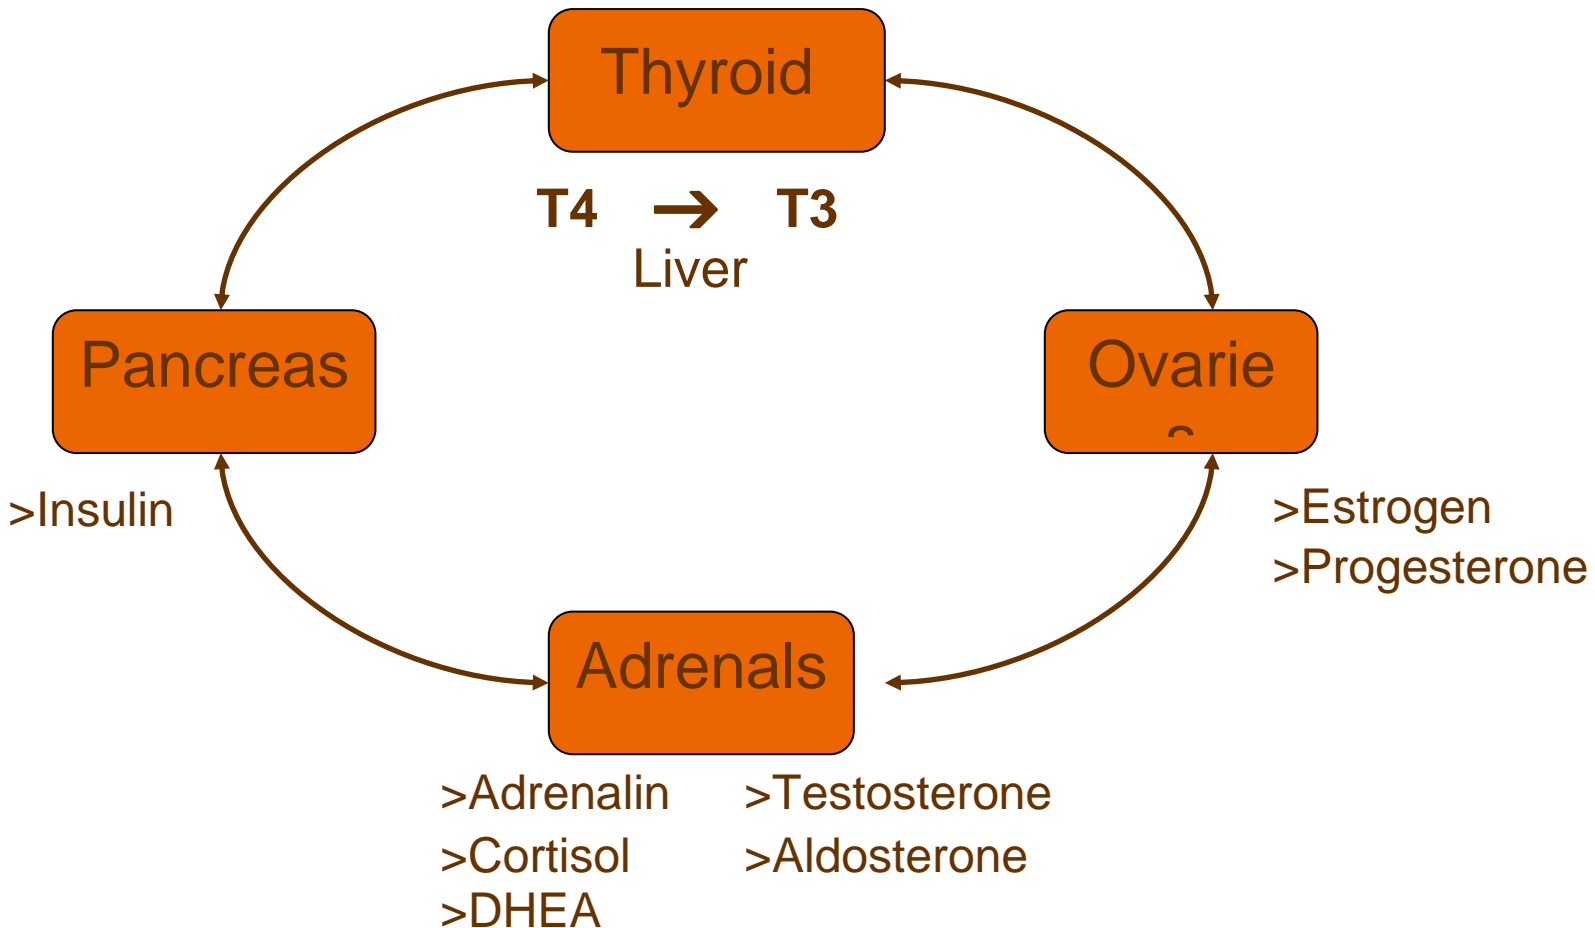 Thyroid
T4 → T3
Liver
Pancreas
Ovarie
s
>Insulin
>Estrogen
>Progesterone
Adrenals
>Adrenalin >Testosterone
>Cortisol >Aldosterone
>DHEA